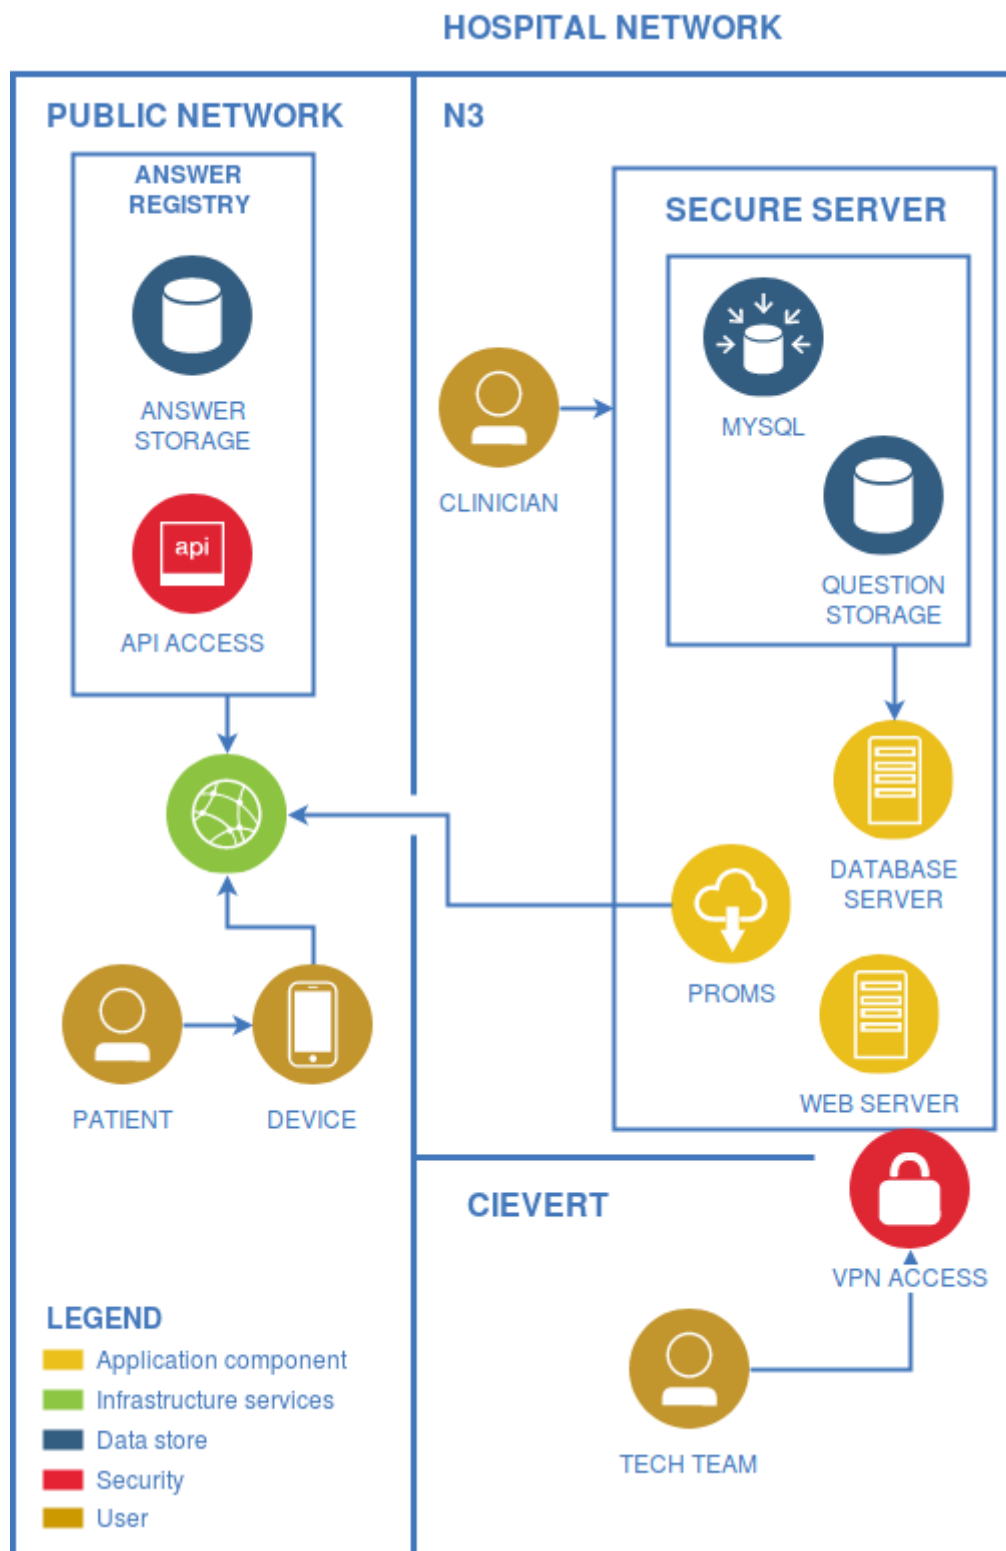 HOSPITAL NETWORK
PUBLIC NETWORK
ANSWER
REGISTRY
ANSWER
STORAGE
api
API ACCESS
PATIENT
DEVICE
LEGEND
Application component
Infrastructure services
Data store
Security
User
N3
CLINICIAN
SECURE SERVER
MYSQL
QUESTION
STORAGE
DATABASE
SERVER
PROMS
WEB SERVER
CIEVERT
VPN ACCESS
TECH TEAM